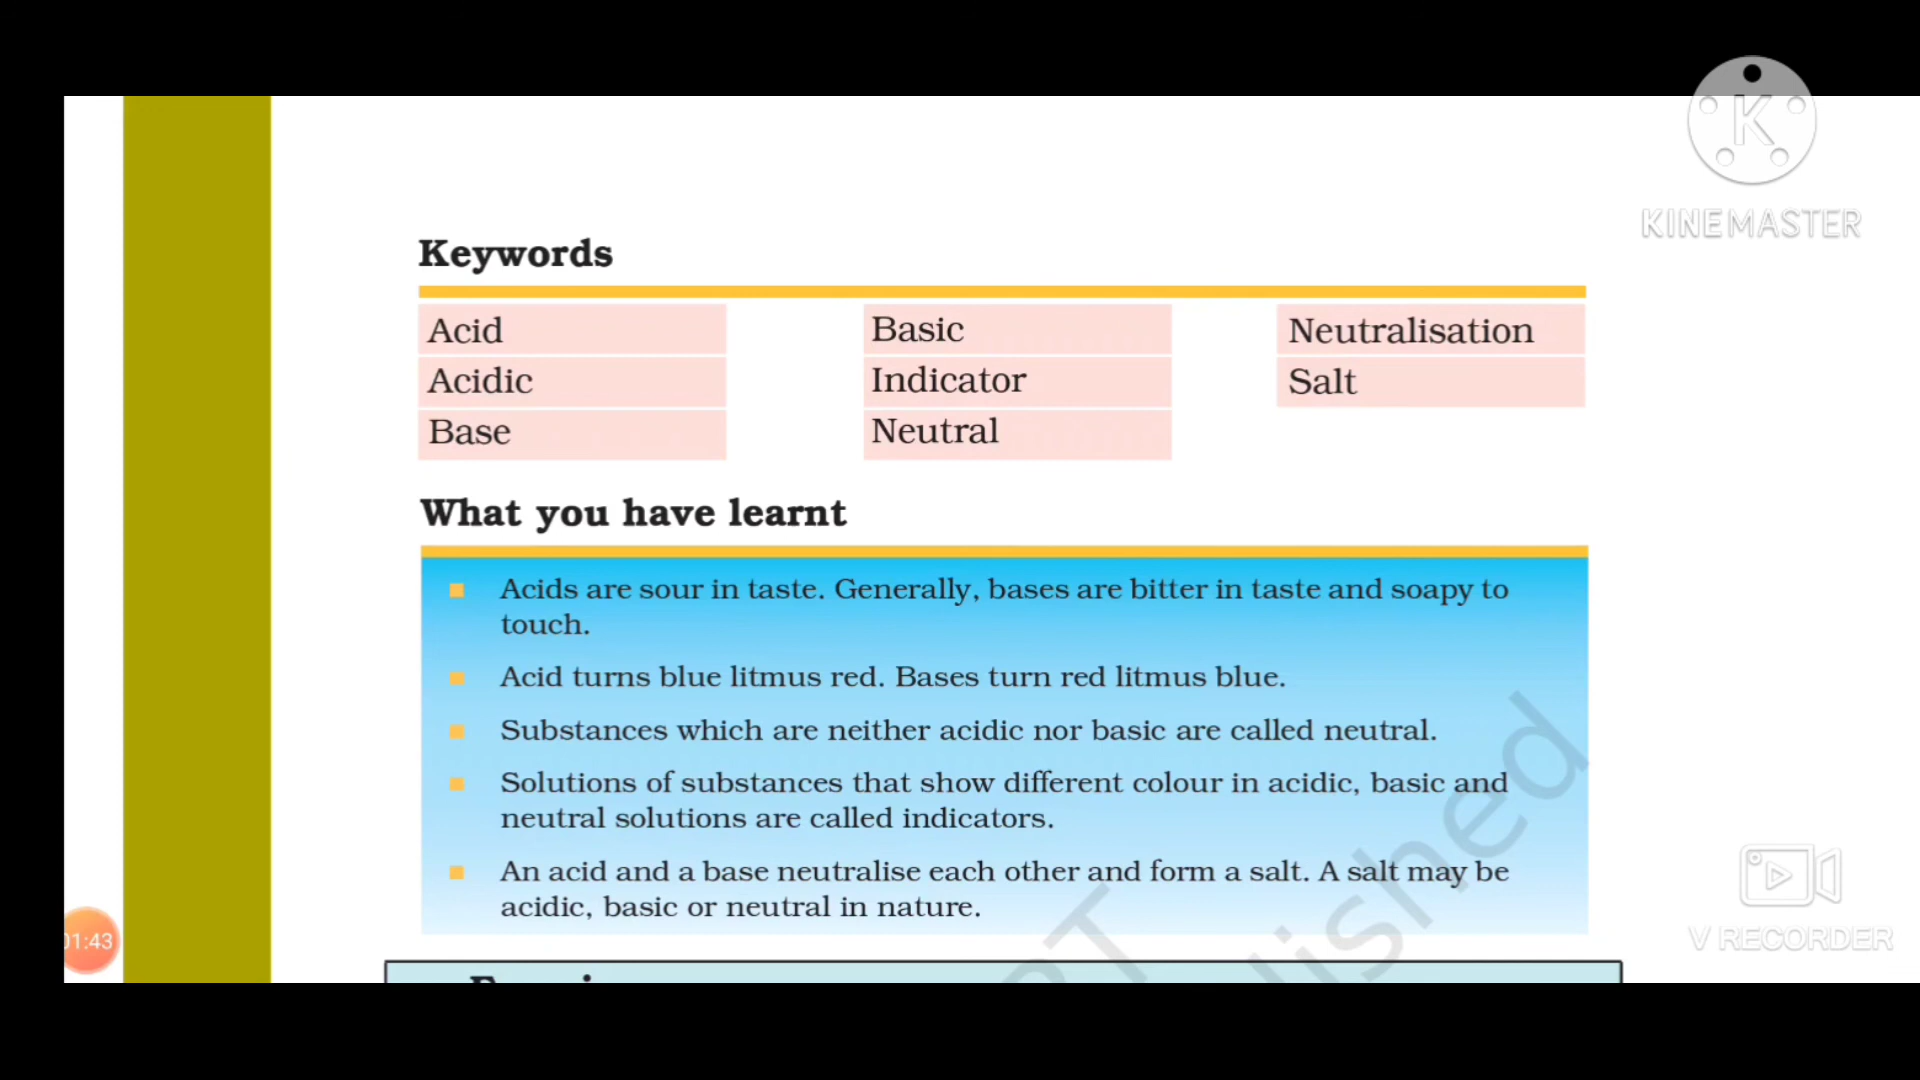 K
KINEMASTER
Keywords
Acid
Basic
Neutralisation
Acidic
Indicator
Salt
Base
Neutral
What you have learnt
Acids are sour in taste. Generally, bases are bitter in taste and soapy to
touch.
Acid turns blue litmus red. Bases turn red litmus blue.
Substances which are neither acidic nor basic are called neutral.
Solutions of substances that show different colour in acidic, basic and
neutral solutions are called indicators.
An acid and a base neutralise each other and form a salt. A salt may be
acidic, basic or neutral in nature.
01:43
V RECORDER